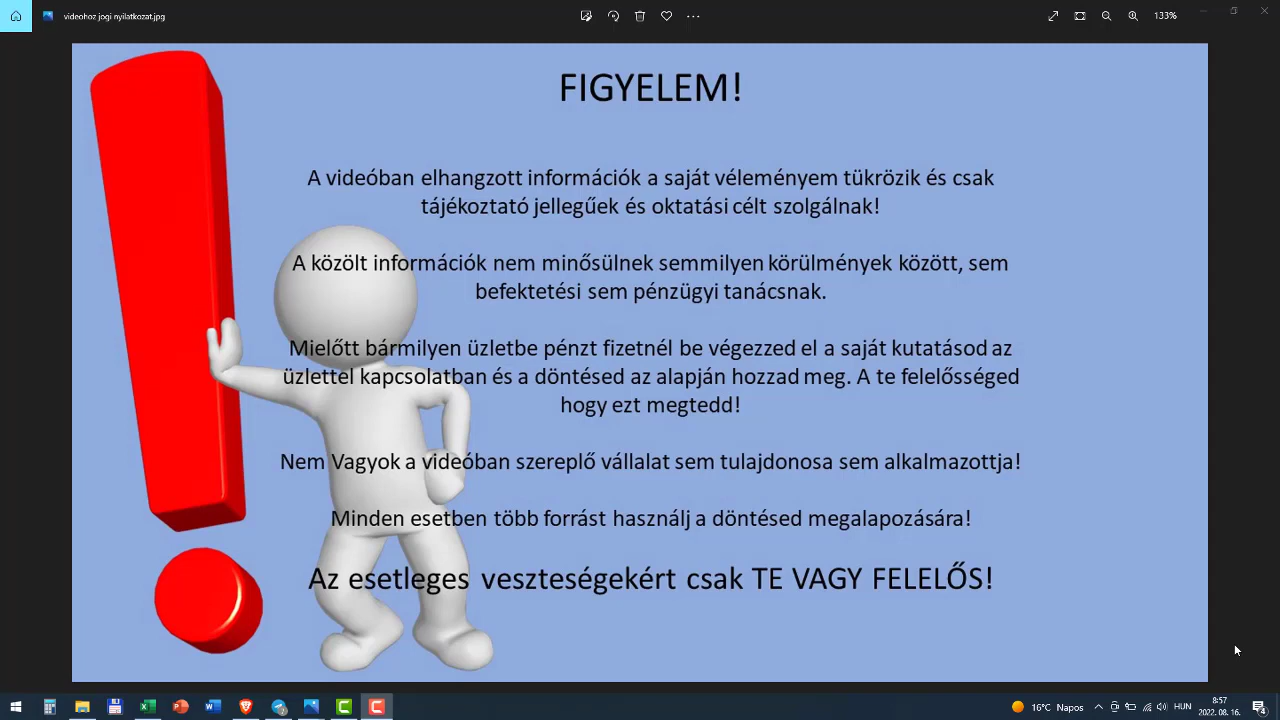 videohoz jogi nyilatkozat.jpg
133%
FIGYELEM!
A videóban elhangzott információk a saját véleményem tükrözik és csak
tájékoztató jellegűek és oktatási célt szolgálnak!
A közölt információk nem minősülnek semmilyen körülmények között, sem
befektetési sem pénzügyi tanácsnak.
Mielőtt bármilyen üzletbe pénzt fizetnél be végezzed el a saját kutatásod az
üzlettel kapcsolatban és a döntésed az alapján hozzad meg. A te felelősséged
hogy ezt megtedd!
Nem Vagyok a videóban szereplő vállalat sem tulajdonosa sem alkalmazottja!
Minden esetben több forrást használj a döntésed megalapozására!
Az esetleges veszteségekért csak TE VAGY FELELŐS!
16°C Napos
HUN
8:57
2022. 08. 16.